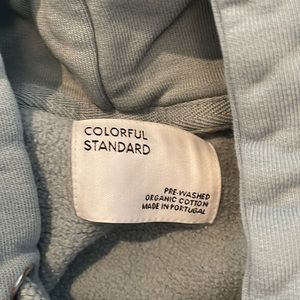 COLORFUL
STANDARD
PRE-WASHED
ORGANIC COTTON
MADE IN PORTUGAL